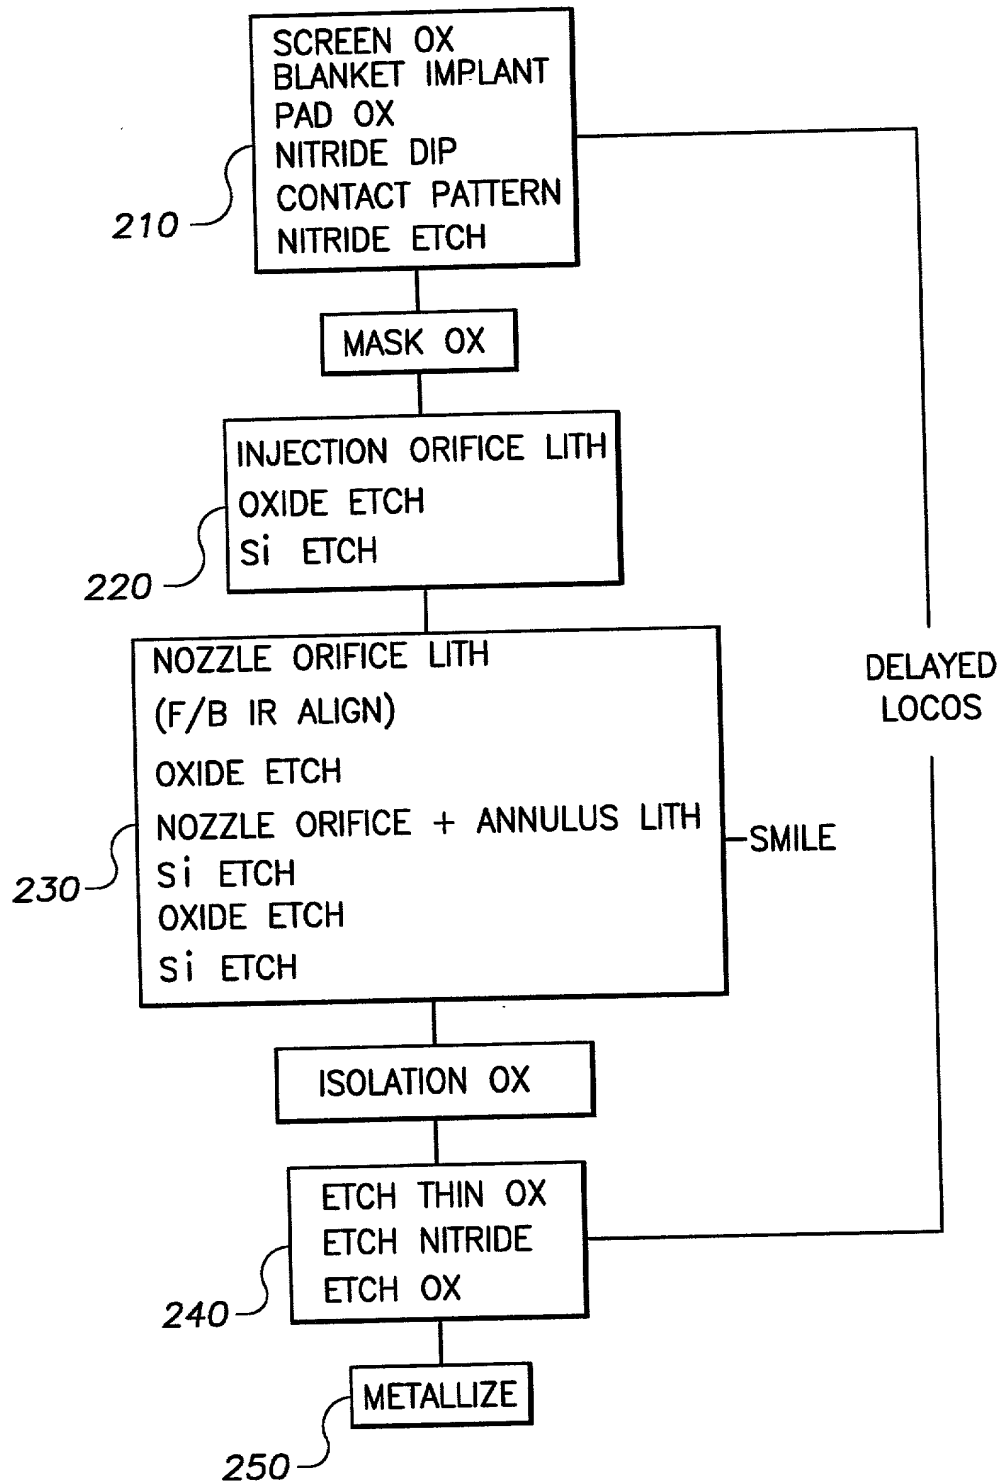 SCREEN OX
BLANKET IMPLANT
PAD OX
NITRIDE DIP
CONTACT PATTERN
NITRIDE ETCH
210
MASK OX
INJECTION ORIFICE LITH
OXIDE ETCH
Si ETCH
220
NOZZLE ORIFICE LITH
(F/B IR ALIGN)
OXIDE ETCH
NOZZLE ORIFICE + ANNULUS LITH
Si ETCH
OXIDE ETCH
Si ETCH
230
SMILE
DELAYED
LOCOS
ISOLATION OX
ETCH THIN OX
ETCH NITRIDE
ETCH OX
240
METALLIZE
250